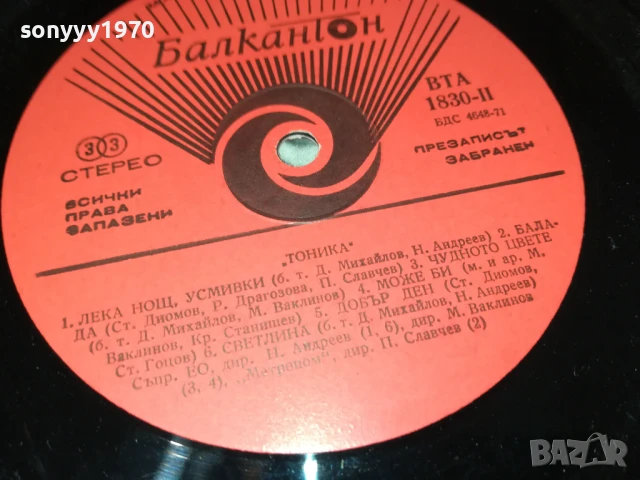 sonyyy1970
Балкантон
ВТА
1830-II
БДС 4648-71
33
СТЕРЕО
ВСИЧКИ
ПРАВА
ЗАПАЗЕНИ
ПРЕЗАПИСЪТ
ЗАБРАНЕН
„ТОНИКА"
1. ЛЕКА НОЩ, УСМИВКИ (б. т. Д. Михайлов, Н. Андреев) 2. БАЛА-
ДА (Ст. Диомов, Р. Драгозова, П. Славчев) 3. ЧУДНОТО ЦВЕТЕ
(б. т. Д. Михайлов, М. Ваклинов) 4. МОЖЕ БИ (м. и ар. М.
Ваклинов, Кр. Станишев) 5. ДОБЪР ДЕН (Ст. Диомов,
Ст. Гоцов) 6. СВЕТЛИНА (б. т. Д. Михайлов, Н. Андреев)
Съпр. ЕО, дир. Н. Андреев (1, 6), дир. М. Ваклинов
(3, 4), „Метроном", дир. П. Славчев (2)
BAZAR